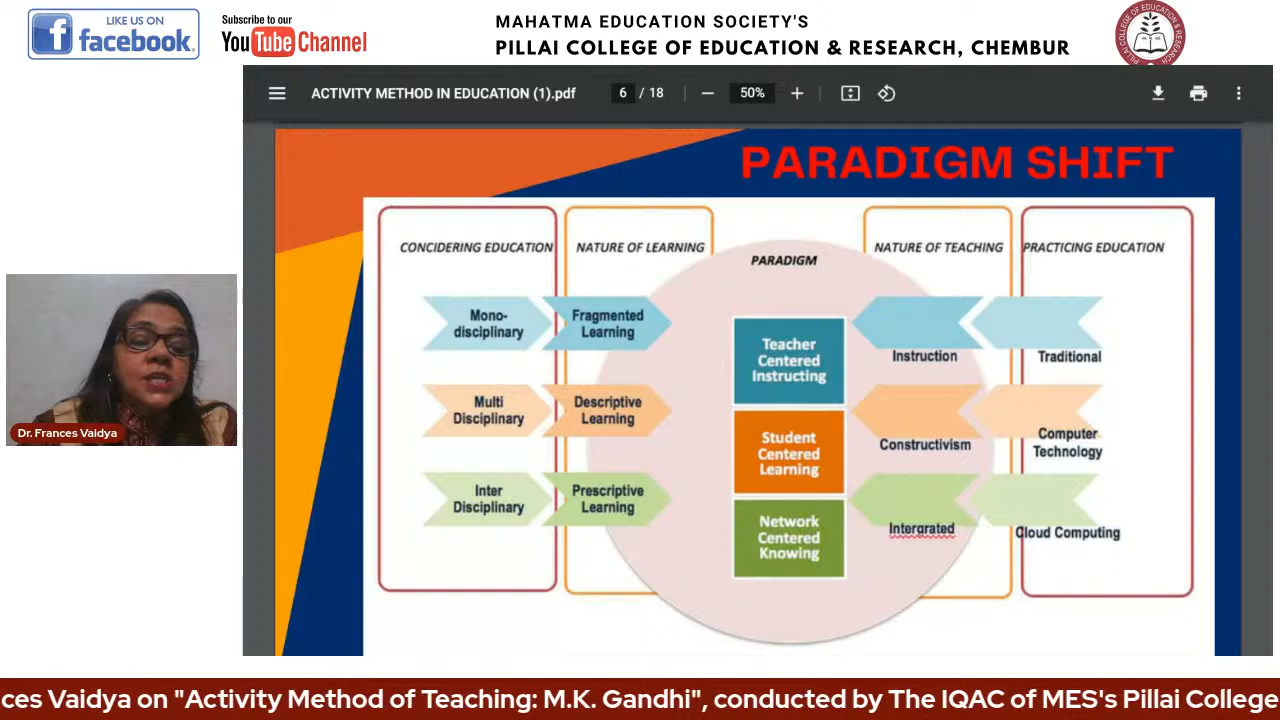 LIKE US ON
facebook.
Subscribe to our
YouTube Channel
MAHATMA EDUCATION SOCIETY'S
PILLAI COLLEGE OF EDUCATION & RESEARCH, CHEMBUR
ACTIVITY METHOD IN EDUCATION (1).pdf
6 / 18
50%
PARADIGM SHIFT
CONCIDERING EDUCATION
NATURE OF LEARNING
PARADIGM
NATURE OF TEACHING
PRACTICING EDUCATION
Mono-
disciplinary
Fragmented
Learning
Teacher
Centered
Instructing
Instruction
Traditional
Multi
Disciplinary
Descriptive
Learning
Student
Centered
Learning
Constructivism
Computer
Technology
Inter
Disciplinary
Prescriptive
Learning
Network
Centered
Knowing
Intergrated
Cloud Computing
Dr. Frances Vaidya
ces Vaidya on "Activity Method of Teaching: M.K. Gandhi", conducted by The IQAC of MES's Pillai College